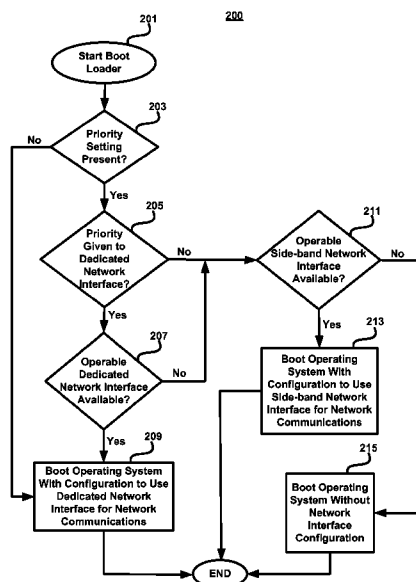 200
201
Start Boot
Loader
203
Priority
Setting
Present?
No
Yes
205
Priority
Given to
Dedicated
Network
Interface?
No
Yes
207
Operable
Dedicated
Network Interface
Available?
No
Yes
209
Boot Operating System
With Configuration to Use
Dedicated Network
Interface for Network
Communications
211
Operable
Side-band Network
Interface
Available?
No
Yes
213
Boot Operating
System With
Configuration to Use
Side-band Network
Interface for Network
Communications
215
Boot Operating
System Without
Network
Interface
Configuration
END